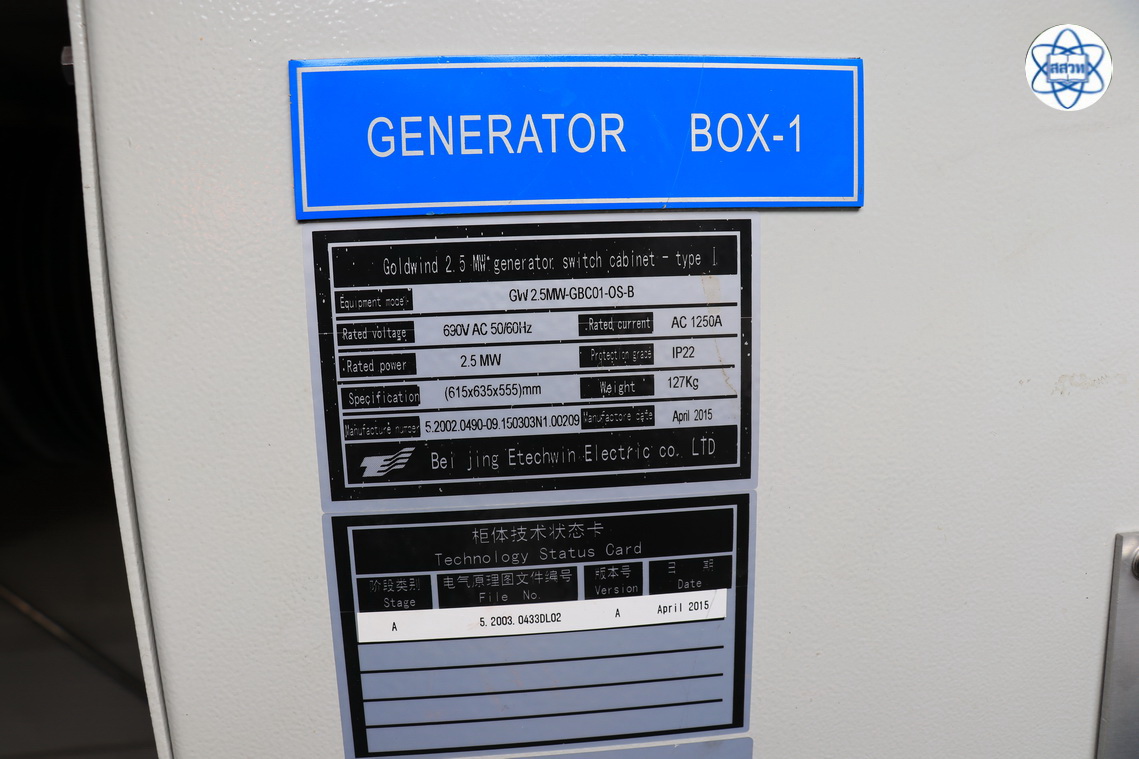 สสวท
GENERATOR BOX-1
Goldwind 2.5 MW generator switch cabinet - type I
Equipment model GW 2.5MW-GBC01-OS-B
Rated voltage 690V AC 50/60Hz Rated current AC 1250A
Rated power 2.5 MW Protection grade IP22
Specification (615x635x555)mm Weight 127Kg
Manufacture number 5.2002.0490-09.150303N1.00209 Manufacture date April 2015
Bei jing Etechwin Electric co. LTD
柜体技术状态卡
Technology Status Card
阶段类别 电气原理图文件编号 版本号 日期
Stage File No. Version Date
A 5.2003.0433DL02 A April 2015